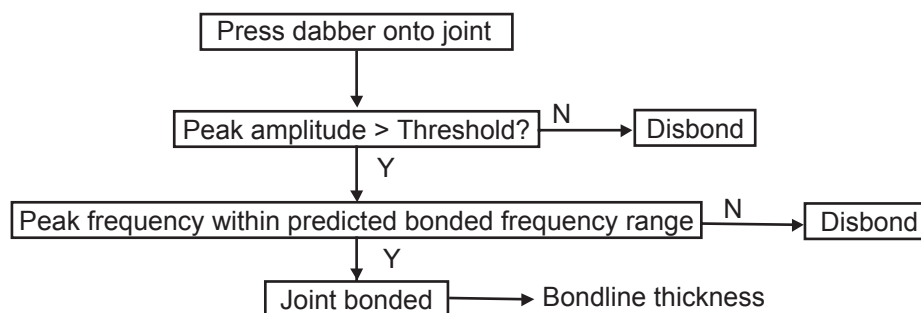 Press dabber onto joint
Peak amplitude > Threshold?
N
Disbond
Y
Peak frequency within predicted bonded frequency range
N
Disbond
Y
Joint bonded
Bondline thickness